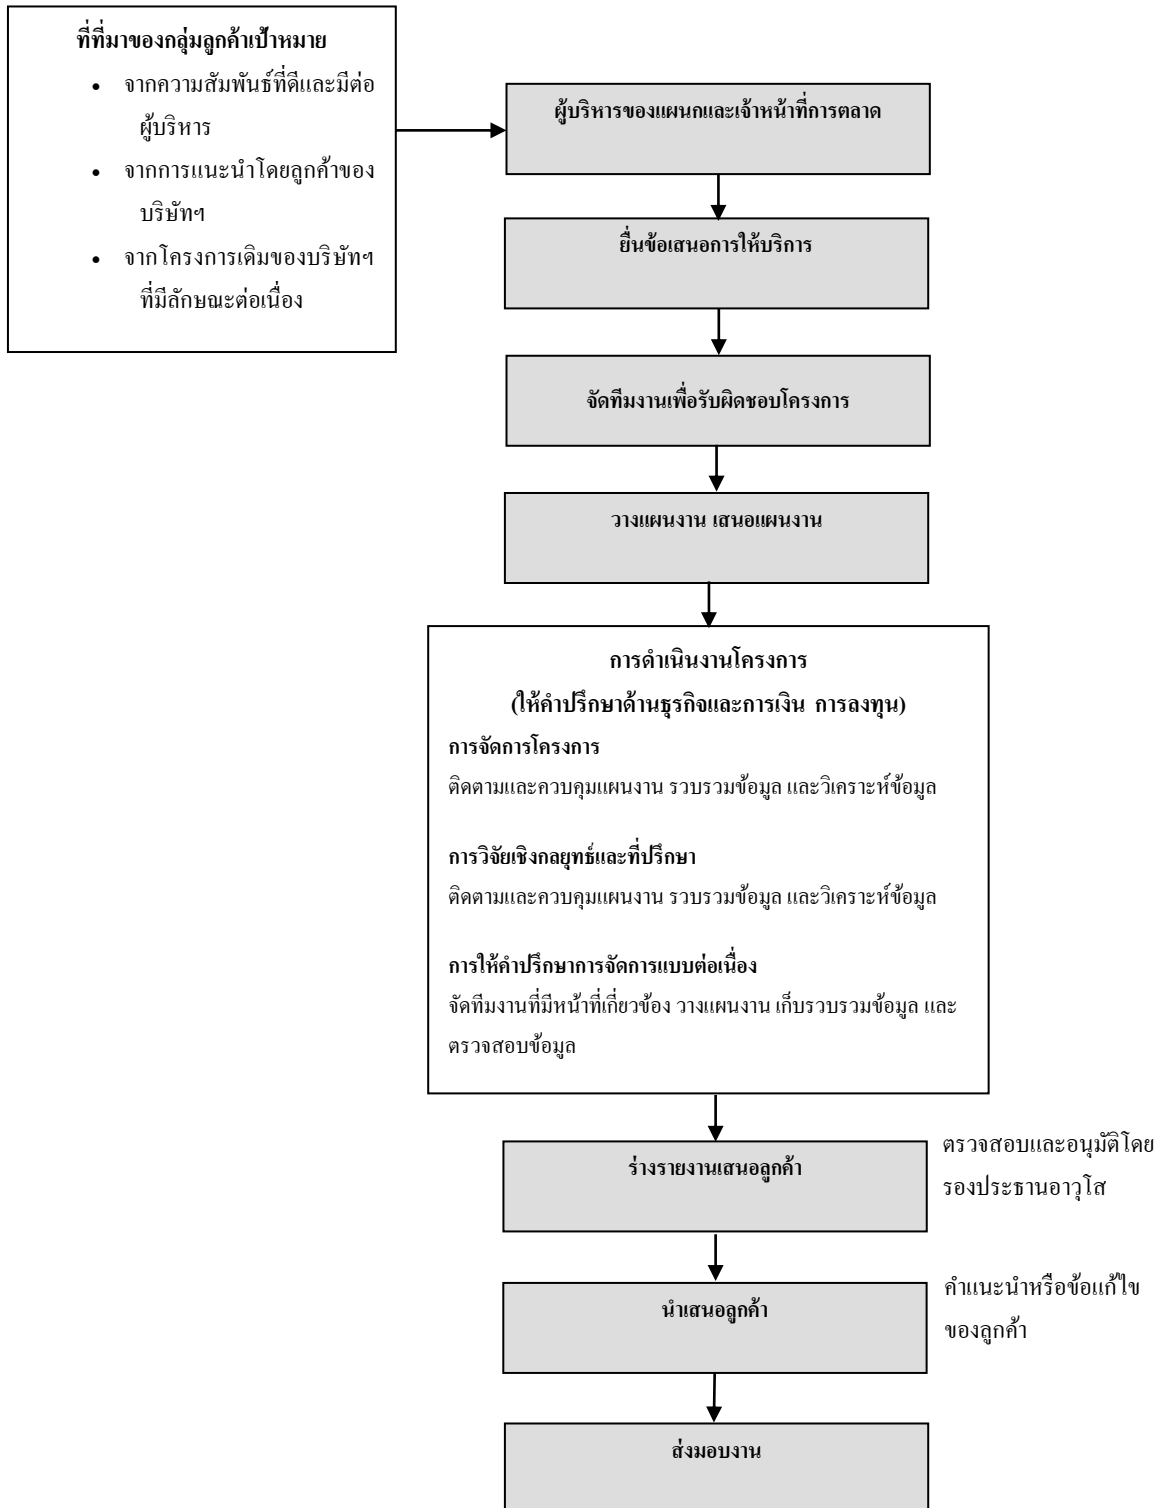 ที่ที่มาของกลุ่มลูกค้าเป้าหมาย
• จากความสัมพันธ์ที่ดีและมีต่อ
ผู้บริหาร
• จากการแนะนำโดยลูกค้าของ
บริษัทฯ
• จากโครงการเดิมของบริษัทฯ
ที่มีลักษณะต่อเนื่อง
ผู้บริหารของแผนกและเจ้าหน้าที่การตลาด
ยื่นข้อเสนอการให้บริการ
จัดทีมงานเพื่อรับผิดชอบโครงการ
วางแผนงาน เสนอแผนงาน
การดำเนินงานโครงการ
(ให้คำปรึกษาด้านธุรกิจและการเงิน การลงทุน)
การจัดการโครงการ
ติดตามและควบคุมแผนงาน รวบรวมข้อมูล และวิเคราะห์ข้อมูล
การวิจัยเชิงกลยุทธ์และที่ปรึกษา
ติดตามและควบคุมแผนงาน รวบรวมข้อมูล และวิเคราะห์ข้อมูล
การให้คำปรึกษาการจัดการแบบต่อเนื่อง
จัดทีมงานที่มีหน้าที่เกี่ยวข้อง วางแผนงาน เก็บรวบรวมข้อมูล และ
ตรวจสอบข้อมูล
ร่างรายงานเสนอลูกค้า
ตรวจสอบและอนุมัติโดย
รองประธานอาวุโส
นำเสนอลูกค้า
คำแนะนำหรือข้อแก้ไข
ของลูกค้า
ส่งมอบงาน